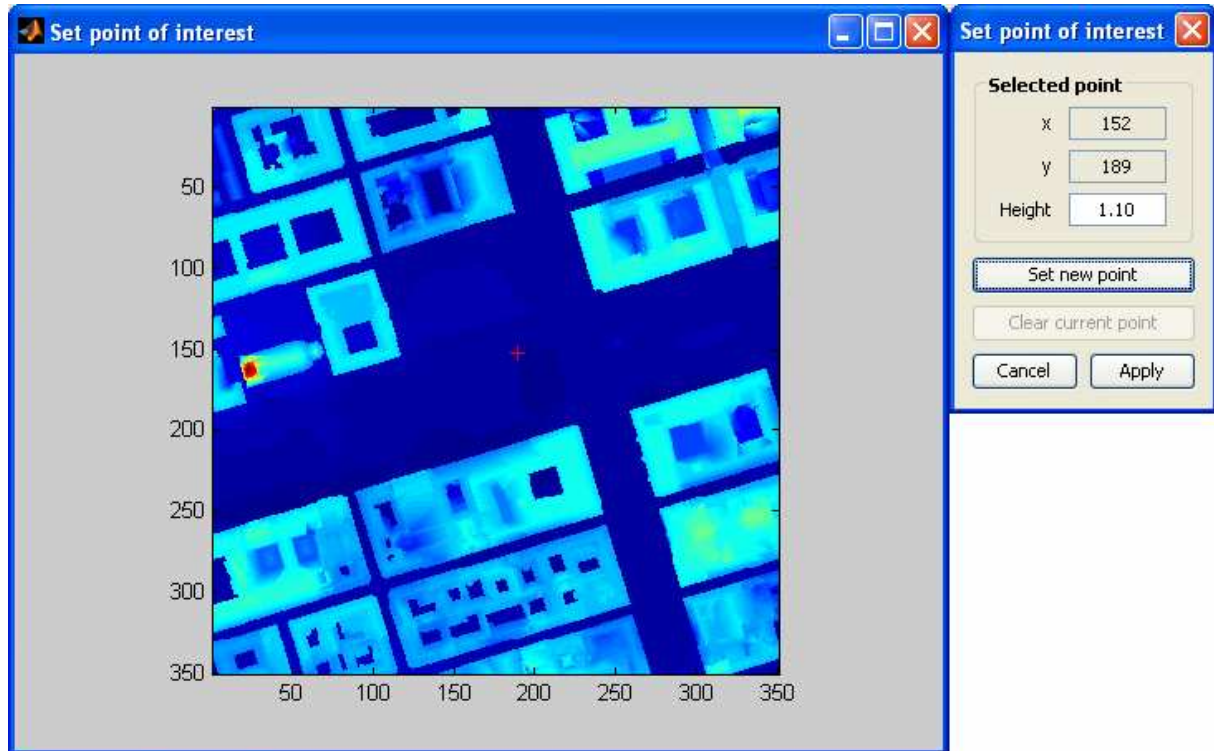 Set point of interest
50
100
150
200
250
300
350
50 100 150 200 250 300 350
Set point of interest
Selected point
x 152
y 189
Height 1.10
Set new point
Clear current point
Cancel Apply